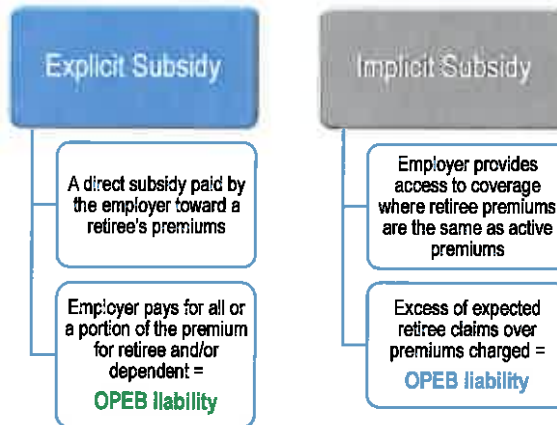 Explicit Subsidy
A direct subsidy paid by
the employer toward a
retiree's premiums
Employer pays for all or
a portion of the premium
for retiree and/or
dependent =
OPEB liability
Implicit Subsidy
Employer provides
access to coverage
where retiree premiums
are the same as active
premiums
Excess of expected
retiree claims over
premiums charged =
OPEB liability